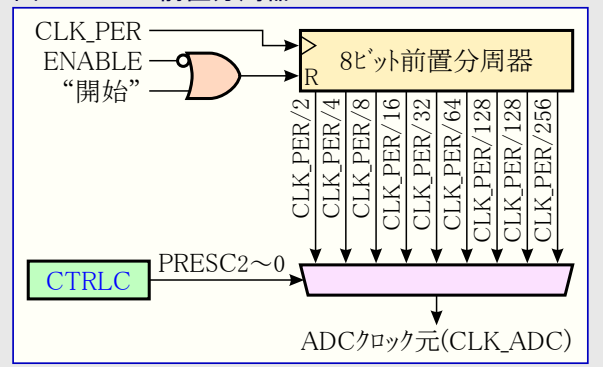 CLK_PER
ENABLE
“開始”
R
8ﾋﾞｯﾄ前置分周器
CLK_PER/2
CLK_PER/4
CLK_PER/8
CLK_PER/16
CLK_PER/32
CLK_PER/64
CLK_PER/128
CLK_PER/128
CLK_PER/256
CTRLC
PRESC2～0
ADCｸﾛｯｸ元(CLK_ADC)